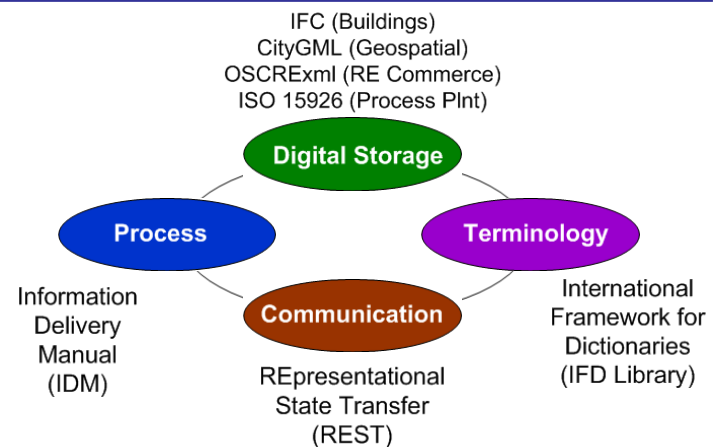 IFC (Buildings)
CityGML (Geospatial)
OSCRExml (RE Commerce)
ISO 15926 (Process Plnt)
Digital Storage
Process
Terminology
Information
Delivery
Manual
(IDM)
Communication
REpresentational
State Transfer
(REST)
International
Framework for
Dictionaries
(IFD Library)